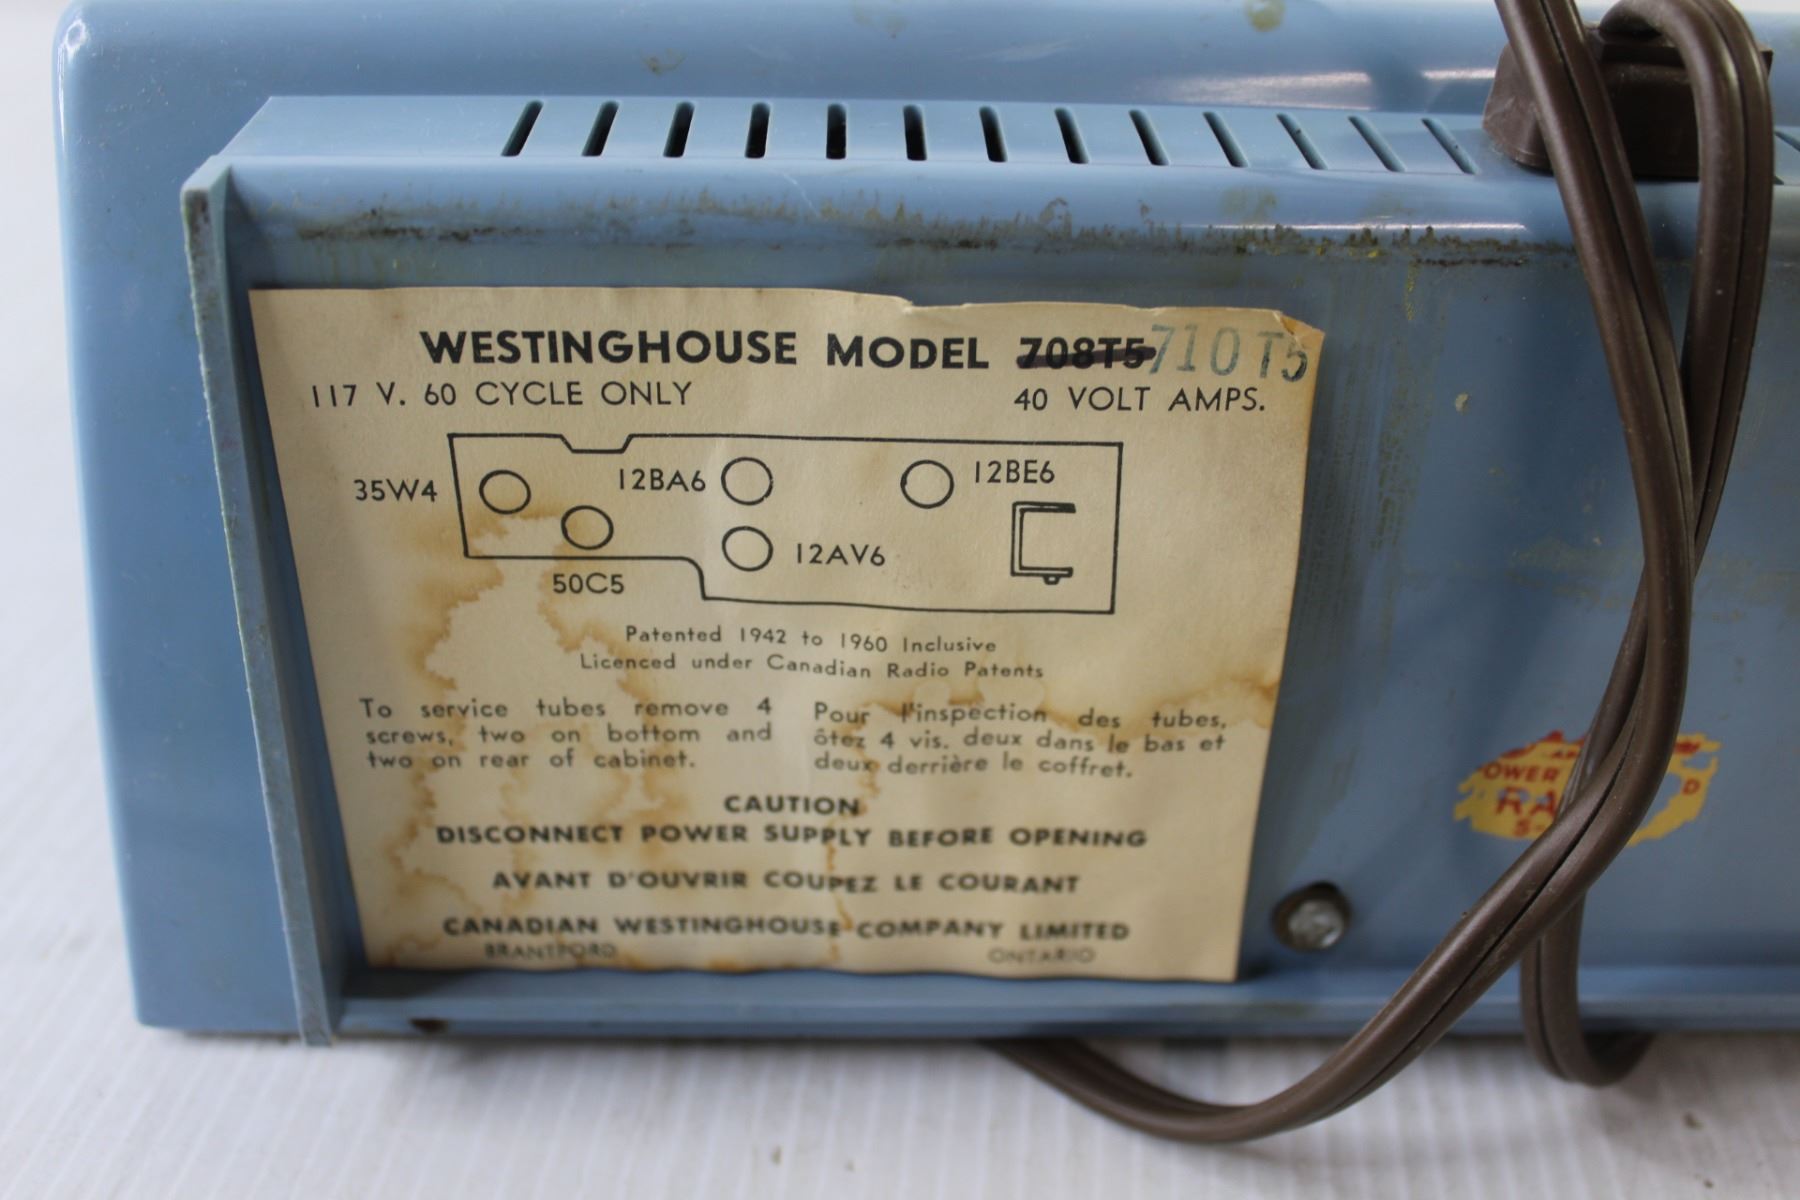 WESTINGHOUSE MODEL 708T5 710T5
117 V. 60 CYCLE ONLY 40 VOLT AMPS.
35W4 12BA6 12BE6
12AV6
50C5
Patented 1942 to 1960 Inclusive
Licenced under Canadian Radio Patents
To service tubes remove 4
screws, two on bottom and
two on rear of cabinet.
Pour l'inspection des tubes,
ôtez 4 vis, deux dans le bas et
deux derrière le coffret.
CAUTION
DISCONNECT POWER SUPPLY BEFORE OPENING
AVANT D'OUVRIR COUPEZ LE COURANT
CANADIAN WESTINGHOUSE COMPANY LIMITED
BRANTFORD ONTARIO